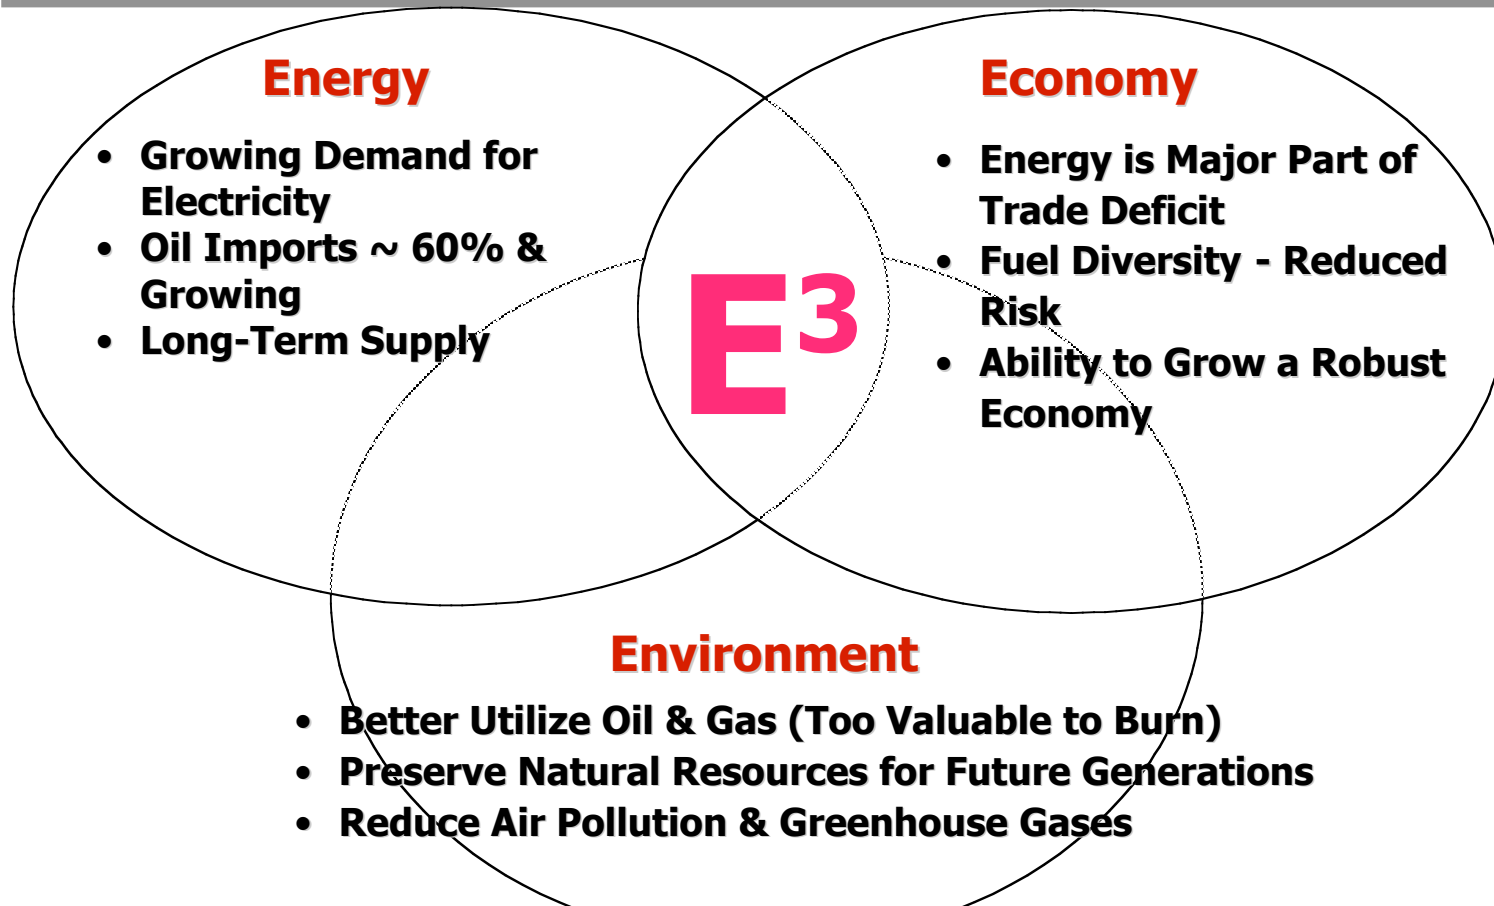 Energy
• Growing Demand for
Electricity
• Oil Imports ~ 60% &
Growing
• Long-Term Supply
Economy
• Energy is Major Part of
Trade Deficit
• Fuel Diversity - Reduced
Risk
• Ability to Grow a Robust
Economy
E³
Environment
• Better Utilize Oil & Gas (Too Valuable to Burn)
• Preserve Natural Resources for Future Generations
• Reduce Air Pollution & Greenhouse Gases